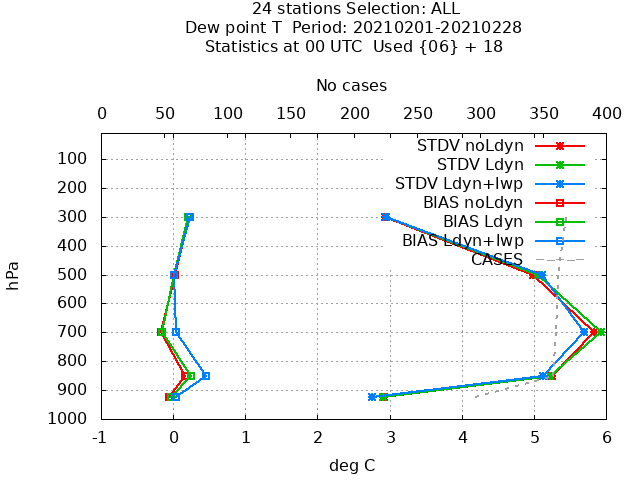 24 stations Selection: ALL
Dew point T  Period: 20210201-20210228
Statistics at 00 UTC  Used {06} + 18
No cases
0 50 100 150 200 250 300 350 400
STDV noLdyn
STDV Ldyn
STDV Ldyn+lwp
BIAS noLdyn
BIAS Ldyn
BIAS Ldyn+lwp
CASES
100
200
300
400
500
600
700
800
900
1000
hPa
-1 0 1 2 3 4 5 6
deg C